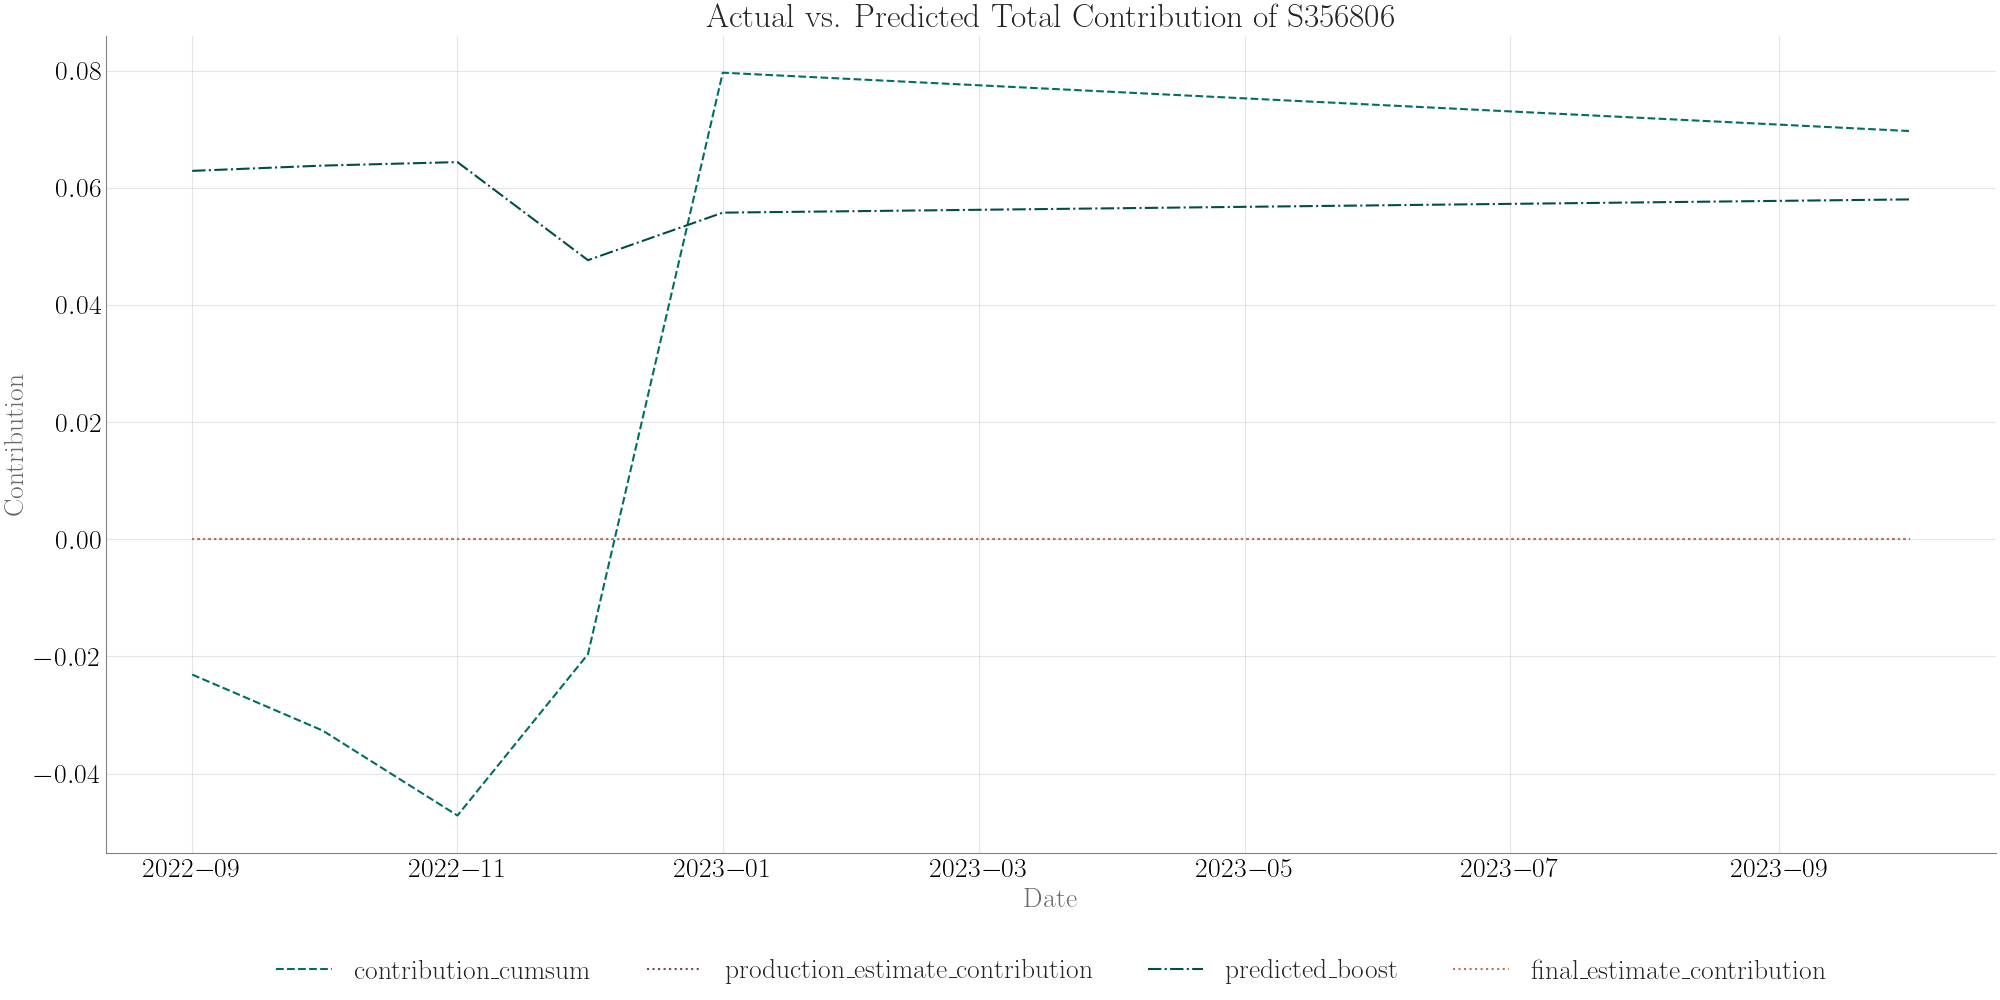 Actual vs. Predicted Total Contribution of S356806
0.08
0.06
0.04
0.02
0.00
−0.02
−0.04
Contribution
2022−09 2022−11 2023−01 2023−03 2023−05 2023−07 2023−09
Date
contribution_cumsum production_estimate_contribution predicted_boost final_estimate_contribution